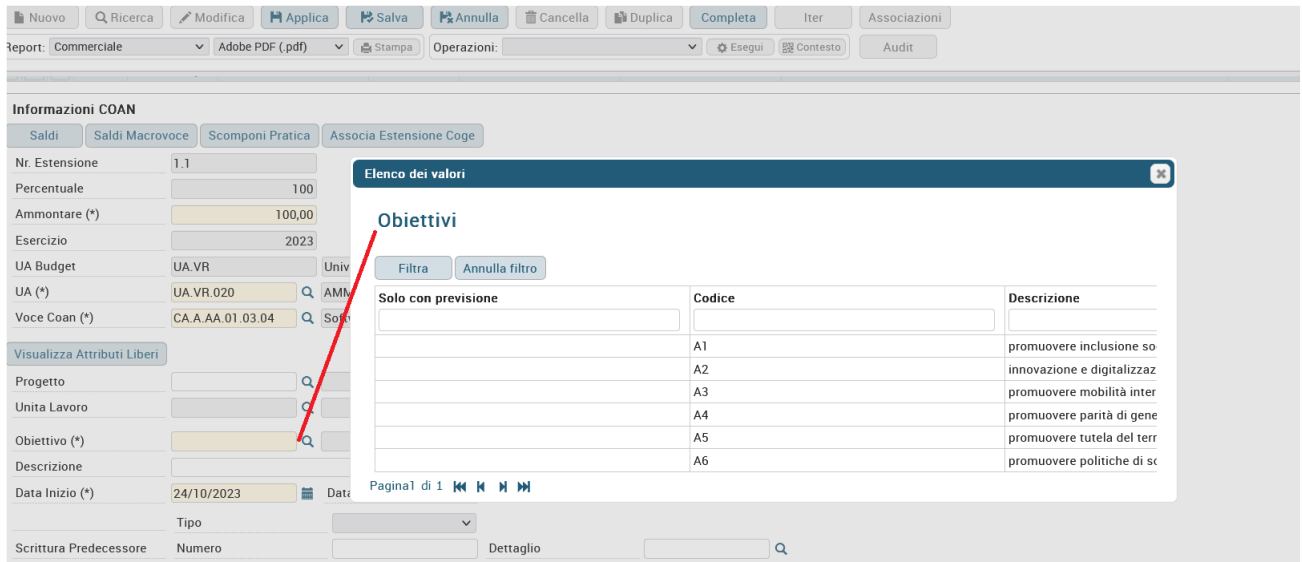 Nuovo Ricerca Modifica Applica Salva Annulla Cancella Duplica Completa Iter Associazioni
Report: Commerciale Adobe PDF (.pdf) Stampa Operazioni: Esegui Contesto Audit
Informazioni COAN
Saldi Saldi Macrovoce Scomponi Pratica Associa Estensione Coge
Nr. Estensione 1.1
Percentuale 100
Ammontare (*) 100,00
Esercizio 2023
UA Budget UA.VR Univ
UA (*) UA.VR.020 AMM
Voce Coan (*) CA.A.AA.01.03.04 Softw
Visualizza Attributi Liberi
Progetto
Unita Lavoro
Obiettivo (*)
Descrizione
Data Inizio (*) 24/10/2023 Data
Tipo
Scrittura Predecessore Numero Dettaglio
Elenco dei valori
Obiettivi
Filtra Annulla filtro
Solo con previsione Codice Descrizione
A1 promuovere inclusione so
A2 innovazione e digitalizzaz
A3 promuovere mobilità inter
A4 promuovere parità di gene
A5 promuovere tutela del terr
A6 promuovere politiche di so
Pagina1 di 1